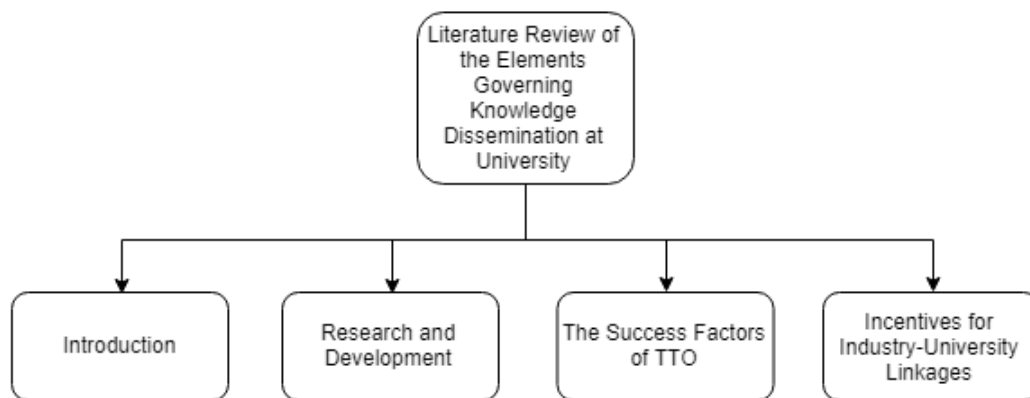 Literature Review of
the Elements
Governing
Knowledge
Dissemination at
University
Introduction
Research and
Development
The Success Factors
of TTO
Incentives for
Industry-University
Linkages